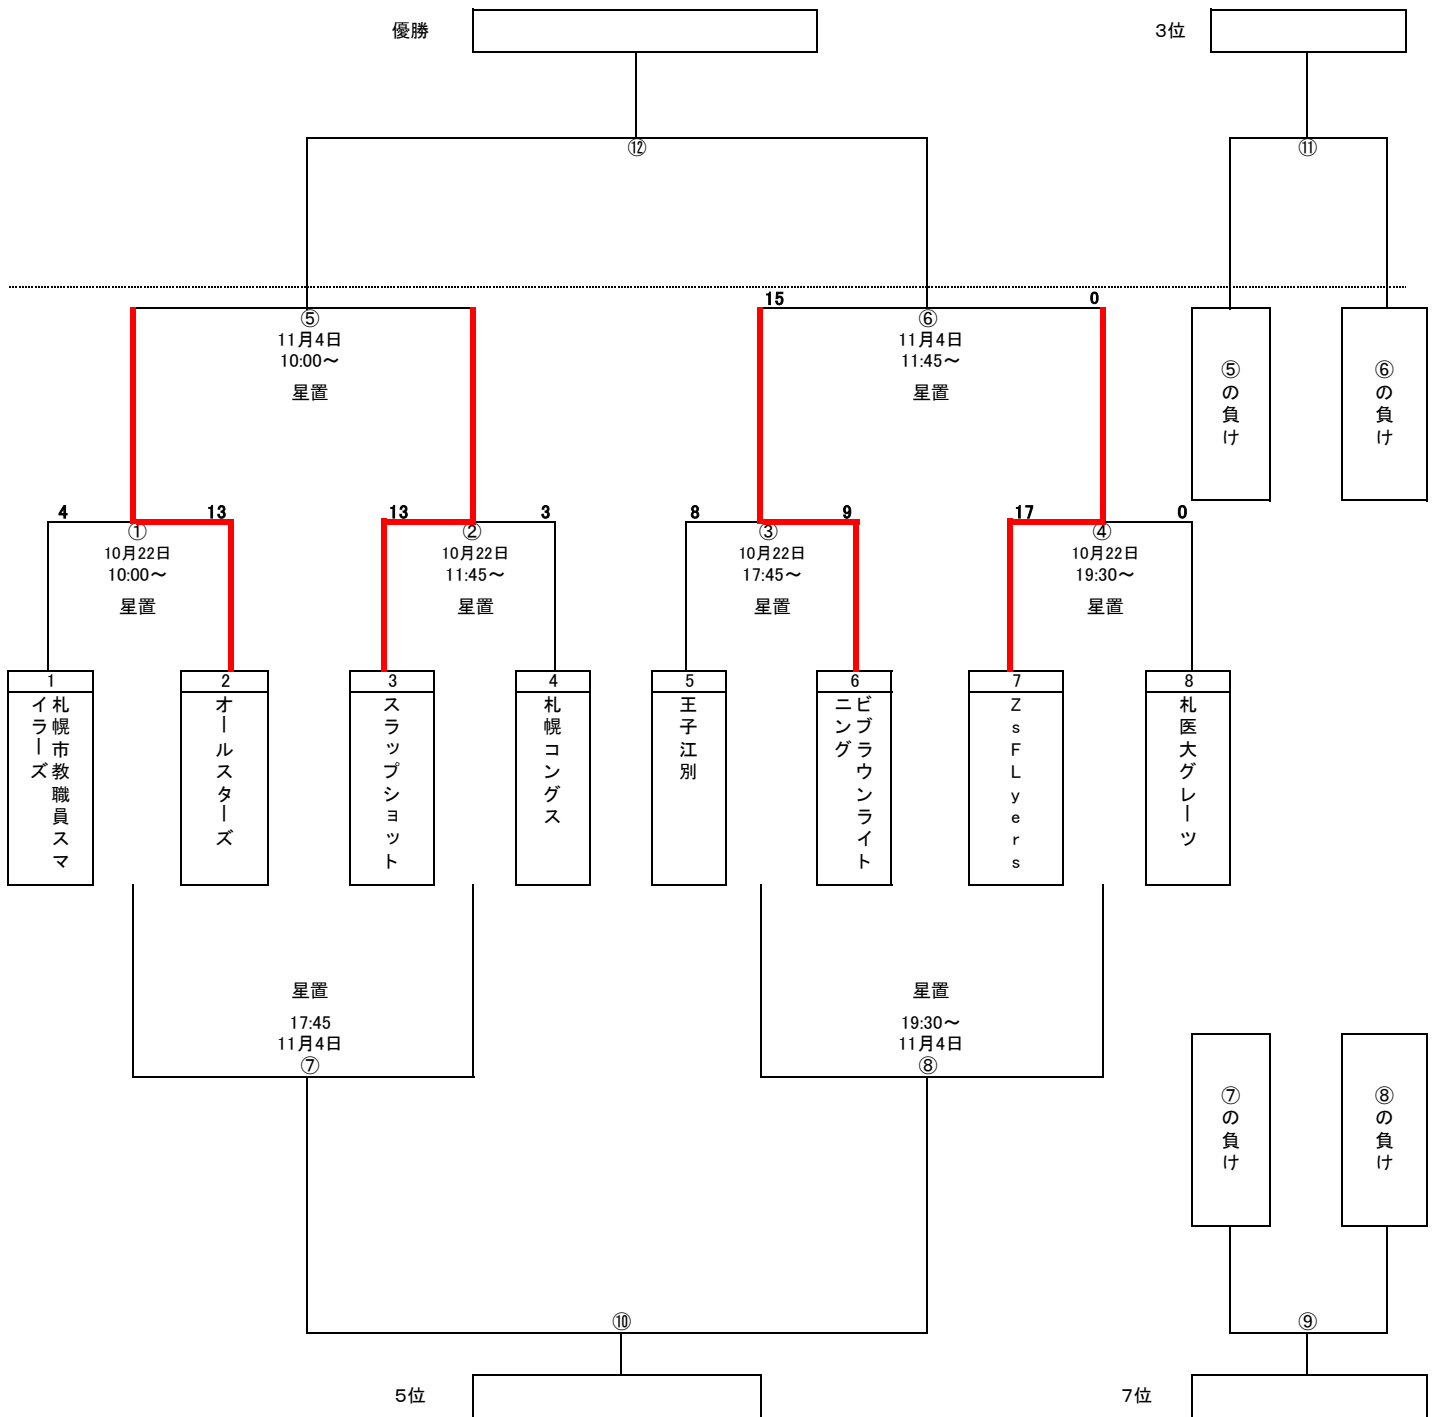 優勝
3位
⑫
⑪
15
0
⑤
11月4日
10:00～
星置
⑥
11月4日
11:45～
星置
⑤の負け
⑥の負け
4
13
13
3
8
9
17
0
①
10月22日
10:00～
星置
②
10月22日
11:45～
星置
③
10月22日
17:45～
星置
④
10月22日
19:30～
星置
1
札幌市教職員スマ
イラーズ
2
オールスターズ
3
スラップショット
4
札幌コングス
5
王子江別
6
ビブラウンライト
ニング
7
ZsFLyers
8
札医大グレーツ
星置
17:45
11月4日
⑦
星置
19:30～
11月4日
⑧
⑦の負け
⑧の負け
⑩
⑨
5位
7位